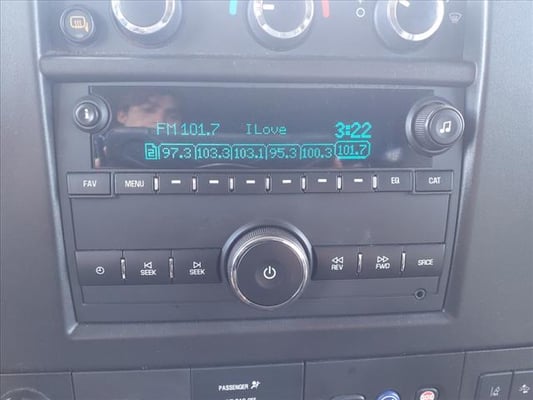 FM 101.7 ILove 3:22
2 97.3 103.3 103.1 95.3 100.3 101.7
FAV MENU EQ CAT
SEEK SEEK REV FWD SRCE
PASSENGER